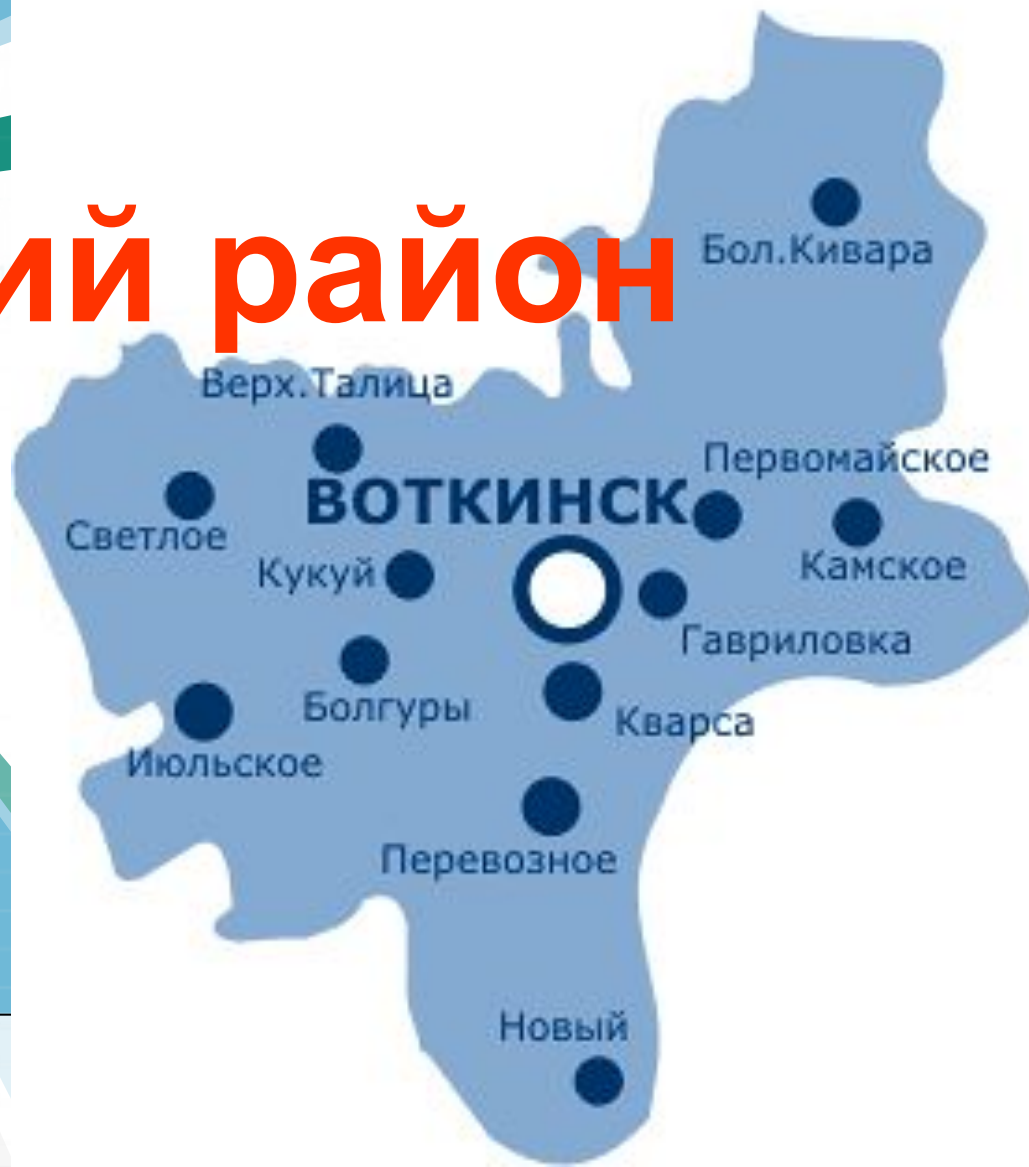 ий район
Бол.Кивара
Верх.Талица
Первомайское
ВОТКИНСК
Светлое
Камское
Кукуй
Гавриловка
Болгуры
Кварса
Июльское
Перевозное
Новый